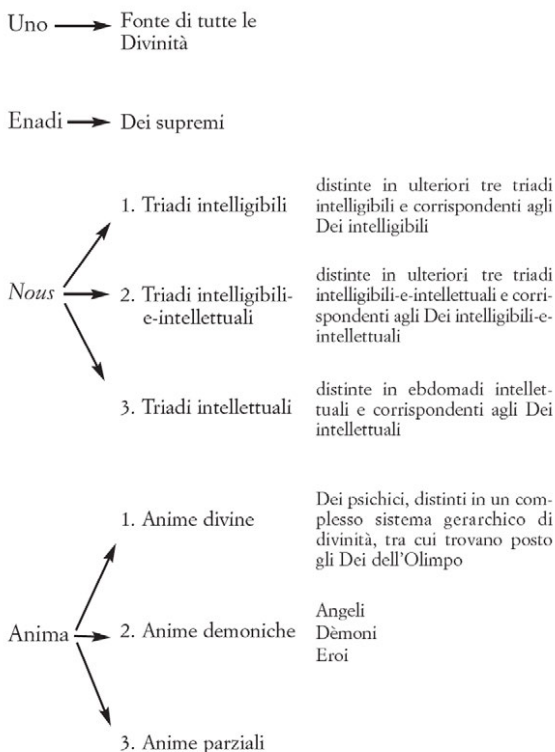 Uno
Fonte di tutte le
Divinità
Enadi
Dei supremi
Nous
1. Triadi intelligibili
distinte in ulteriori tre triadi
intelligibili e corrispondenti agli
Dei intelligibili
2. Triadi intelligibili-
e-intellettuali
distinte in ulteriori tre triadi
intelligibili-e-intellettuali e corri-
spondenti agli Dei intelligibili-e-
intellettuali
3. Triadi intellettuali
distinte in ebdomadi intellet-
tuali e corrispondenti agli Dei
intellettuali
Anima
1. Anime divine
Dei psichici, distinti in un com-
plesso sistema gerarchico di
divinità, tra cui trovano posto
gli Dei dell'Olimpo
2. Anime demoniche
Angeli
Dèmoni
Eroi
3. Anime parziali